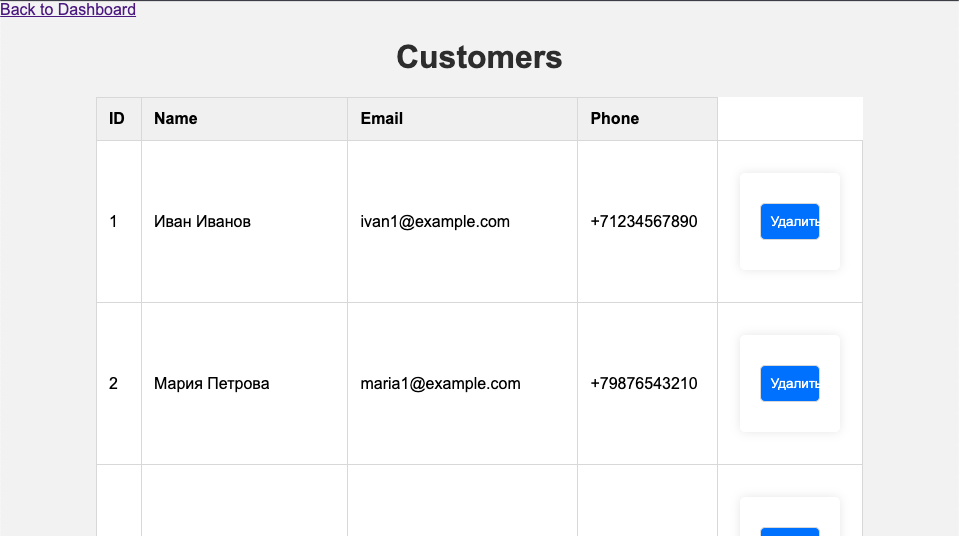 Back to Dashboard
Customers
ID Name Email Phone
1 Иван Иванов ivan1@example.com +71234567890 Удалить
2 Мария Петрова maria1@example.com +79876543210 Удалить